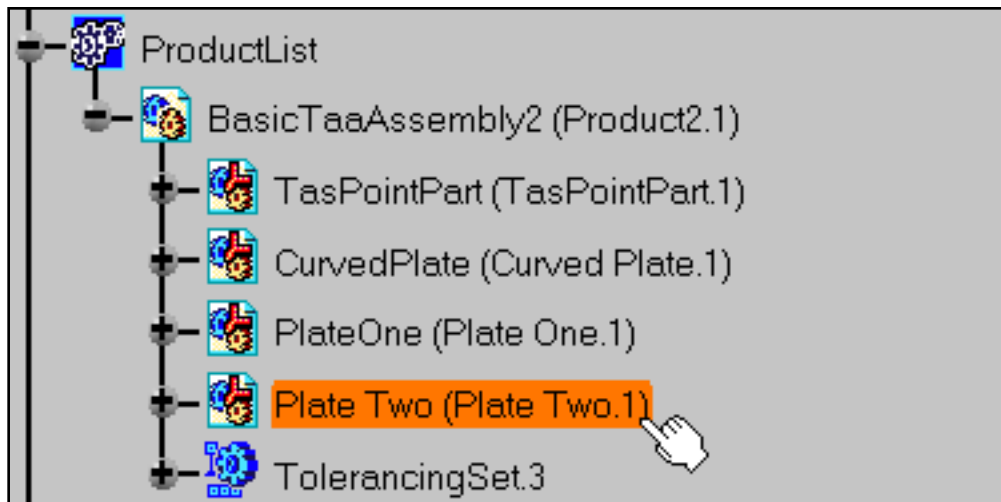 ProductList
BasicTaaAssembly2 (Product2.1)
TasPointPart (TasPointPart.1)
CurvedPlate (Curved Plate.1)
PlateOne (Plate One.1)
Plate Two (Plate Two.1)
TolerancingSet.3